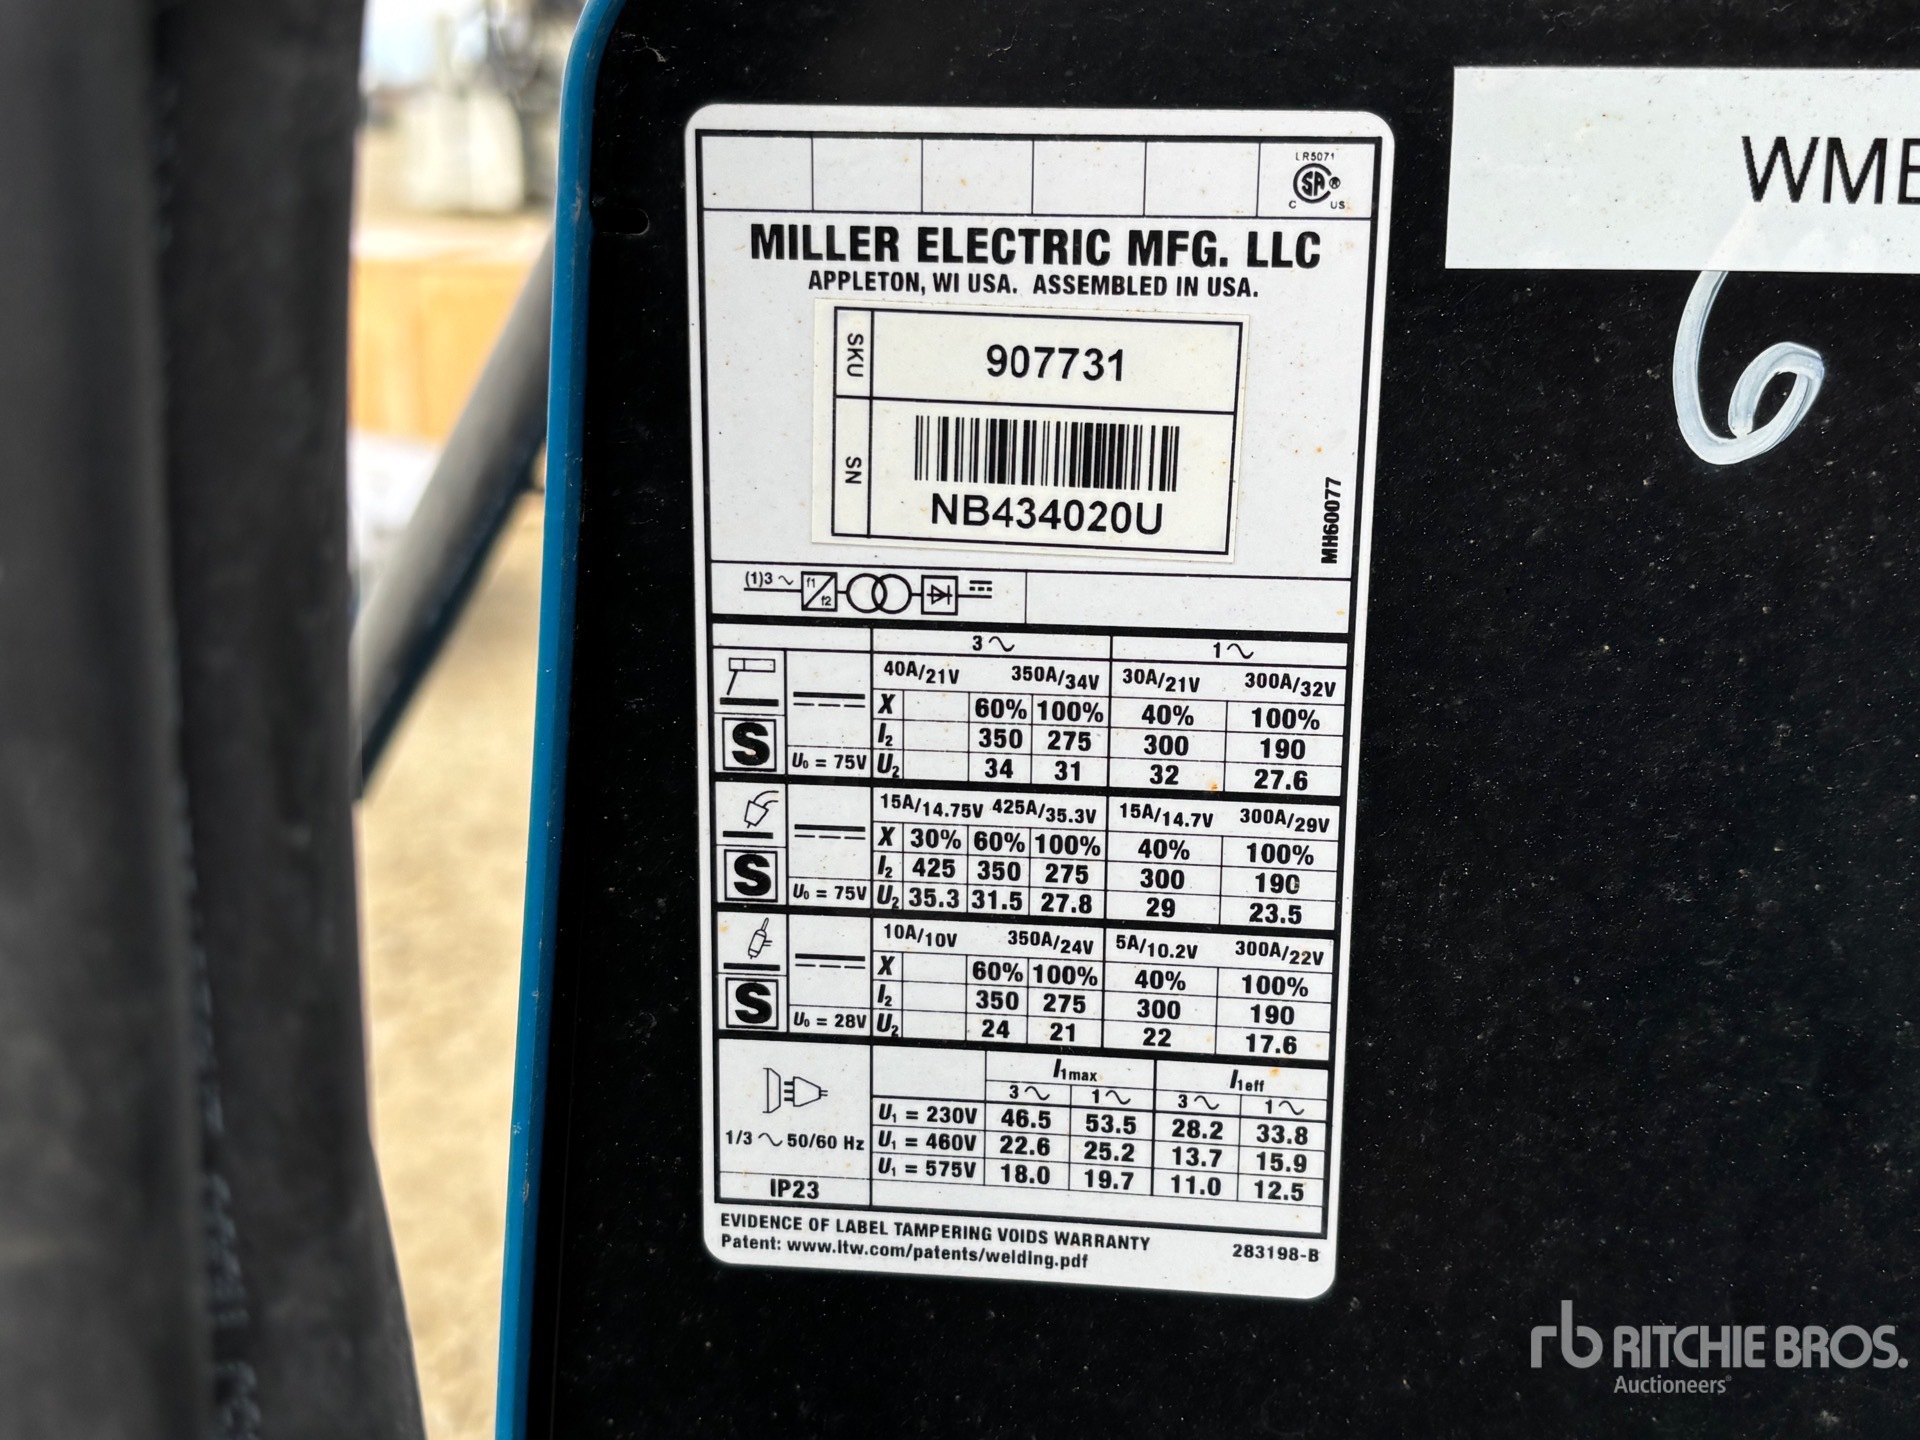 LR5071
CSA ®
C US
MILLER ELECTRIC MFG. LLC
APPLETON, WI USA. ASSEMBLED IN USA.
SKU 907731
SN
NB434020U
MH60077
(1)3 ~ f1 f2
3 ~ 1 ~
40A/21V 350A/34V 30A/21V 300A/32V
X 60% 100% 40% 100%
I2 350 275 300 190
S U0 = 75V U2 34 31 32 27.6
15A/14.75V 425A/35.3V 15A/14.7V 300A/29V
X 30% 60% 100% 40% 100%
I2 425 350 275 300 190
S U0 = 75V U2 35.3 31.5 27.8 29 23.5
10A/10V 350A/24V 5A/10.2V 300A/22V
X 60% 100% 40% 100%
I2 350 275 300 190
S U0 = 28V U2 24 21 22 17.6
I1max I1eff
3 ~ 1 ~ 3 ~ 1 ~
U1 = 230V 46.5 53.5 28.2 33.8
1/3 ~ 50/60 Hz U1 = 460V 22.6 25.2 13.7 15.9
U1 = 575V 18.0 19.7 11.0 12.5
IP23
EVIDENCE OF LABEL TAMPERING VOIDS WARRANTY
Patent: www.itw.com/patents/welding.pdf 283198-B
WME
6
rb RITCHIE BROS.
Auctioneers